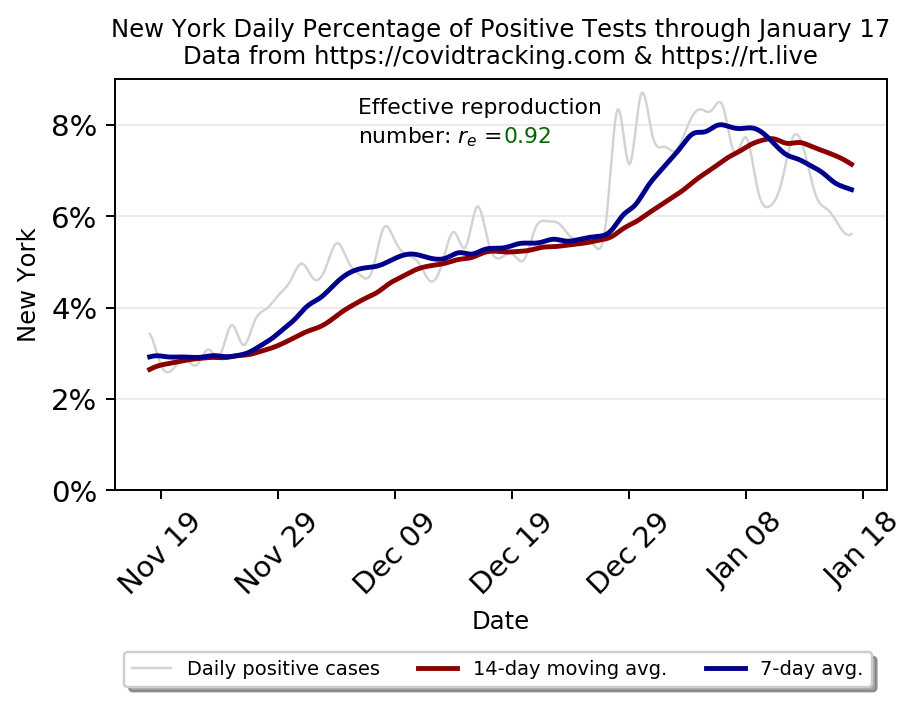 New York Daily Percentage of Positive Tests through January 17
Data from https://covidtracking.com & https://rt.live
Effective reproduction
number: rₑ =0.92
8%
6%
4%
2%
0%
New York
Nov 19
Nov 29
Dec 09
Dec 19
Dec 29
Jan 08
Jan 18
Date
Daily positive cases
14-day moving avg.
7-day avg.